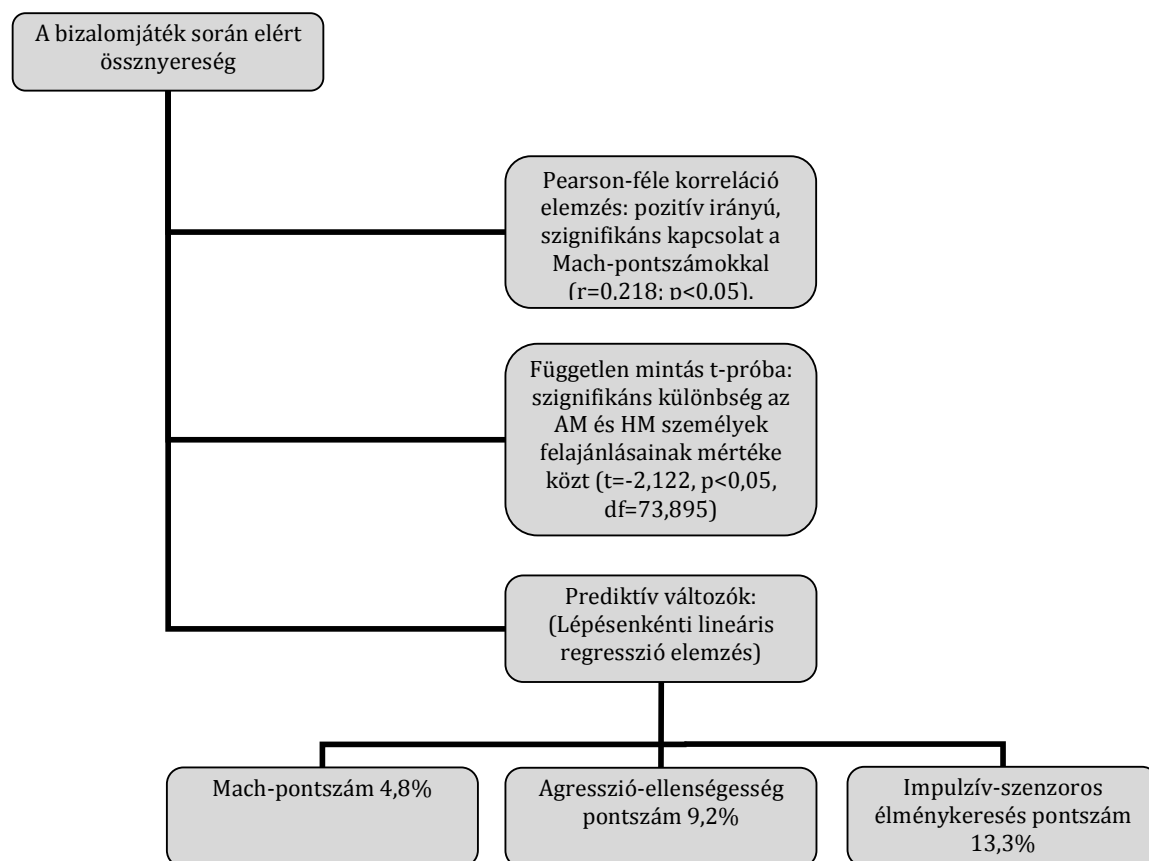 A bizalomjáték során elért
össznyereség
Pearson-féle korreláció
elemzés: pozitív irányú,
szignifikáns kapcsolat a
Mach-pontszámokkal
(r=0,218; p<0,05).
Független mintás t-próba:
szignifikáns különbség az
AM és HM személyek
felajánlásainak mértéke
közt (t=-2,122, p<0,05,
df=73,895)
Prediktív változók:
(Lépésenkénti lineáris
regresszió elemzés)
Mach-pontszám 4,8%
Agresszió-ellenségesség
pontszám 9,2%
Impulzív-szenzoros
élménykeresés pontszám
13,3%